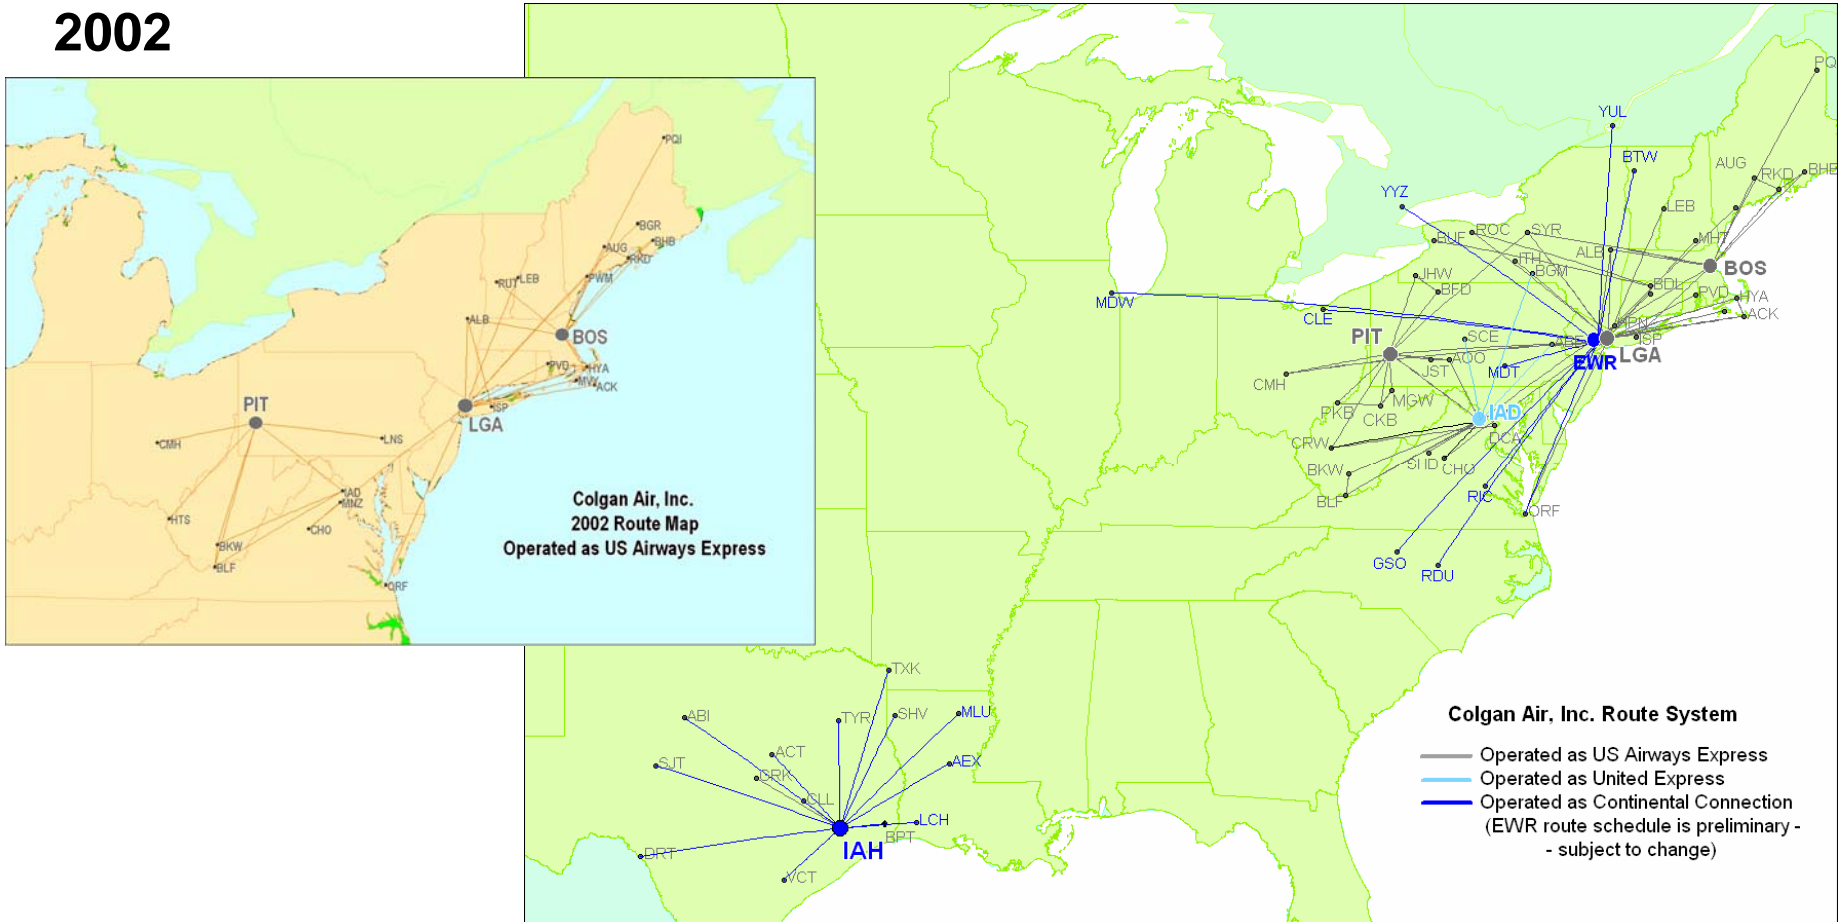 2002
PQI
BGR
AUG
BHB
RKD
RUT
LEB
PWM
ALB
BOS
PVD
HYA
MVY
ACK
PIT
ISP
LGA
CMH
LNS
IAD
MNZ
HTS
CHO
BKW
BLF
ORF
Colgan Air, Inc.
2002 Route Map
Operated as US Airways Express
PQ
YUL
BTW
AUG
RKD
BHB
YYZ
LEB
BUF
ROC
SYR
ALB
MHT
BOS
ITH
BGM
JHW
BFD
BDL
PVD
HYA
ACK
MDW
CLE
HPN
ISP
PIT
SCE
ABE
LGA
EWR
AOO
JST
MDT
CMH
MGW
PKB
CKB
IAD
DCA
CRW
SHD
CHO
BKW
BLF
RIC
ORF
GSO
RDU
TXK
ABI
TYR
SHV
MLU
ACT
SJT
GRK
AEX
CLL
LCH
BPT
IAH
DRT
VCT
Colgan Air, Inc. Route System
Operated as US Airways Express
Operated as United Express
Operated as Continental Connection
(EWR route schedule is preliminary -
- subject to change)